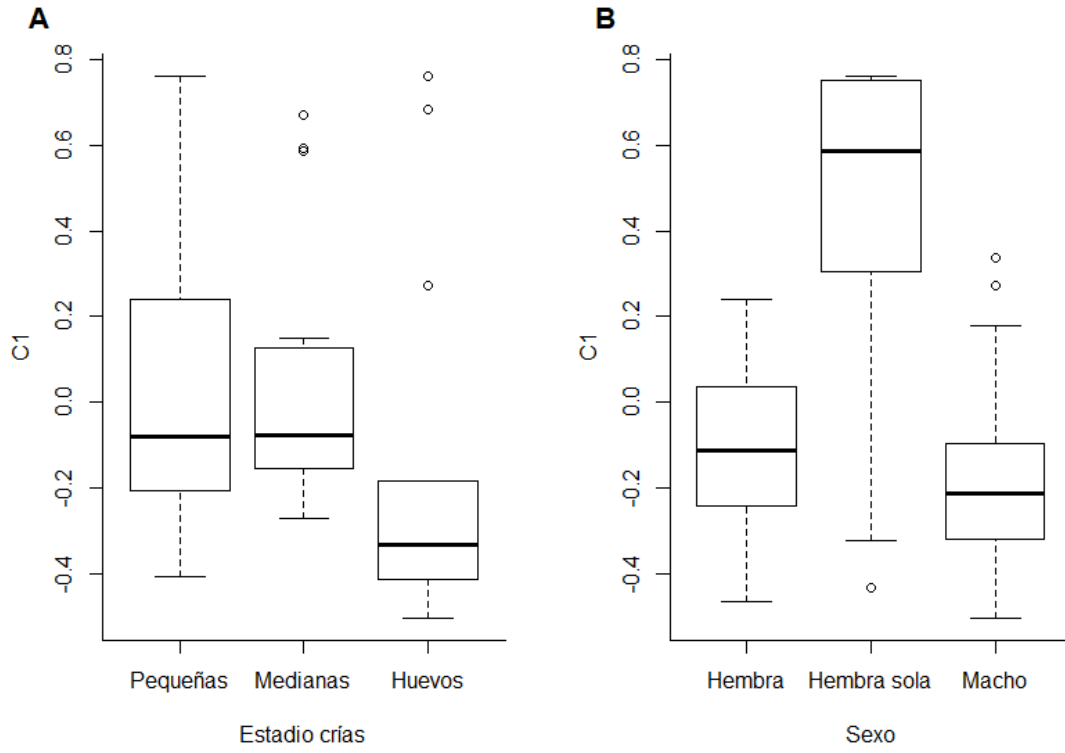 A
C1
0.8
0.6
0.4
0.2
0.0
-0.2
-0.4
Pequeñas Medianas Huevos
Estadio crías
B
C1
0.8
0.6
0.4
0.2
0.0
-0.2
-0.4
Hembra Hembra sola Macho
Sexo